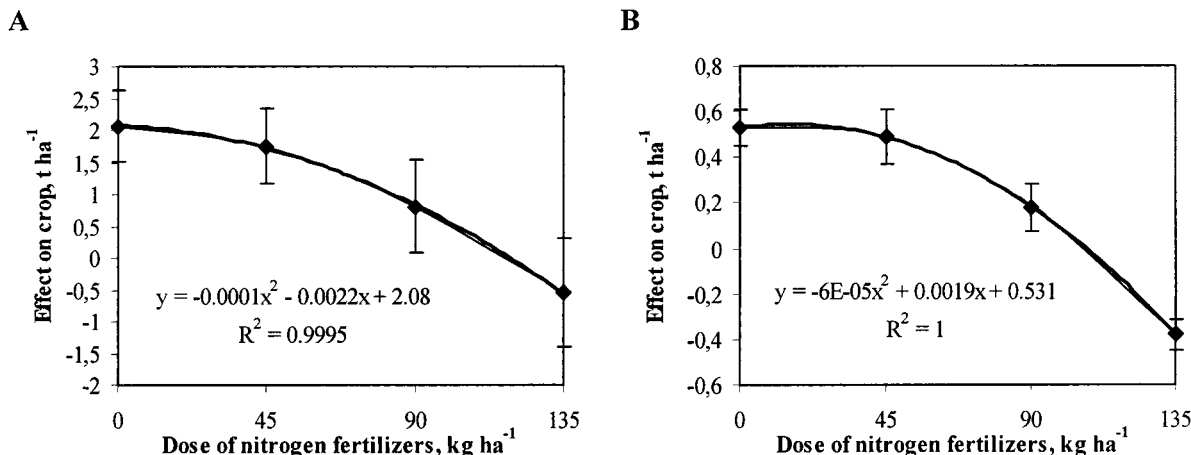 A
3
2,5
2
1,5
1
0,5
0
-0,5
-1
-1,5
-2
Effect on crop, t ha⁻¹
y = -0.0001x² - 0.0022x + 2.08
R² = 0.9995
0 45 90 135
Dose of nitrogen fertilizers, kg ha⁻¹
B
0,8
0,6
0,4
0,2
0
-0,2
-0,4
-0,6
Effect on crop, t ha⁻¹
y = -6E-05x² + 0.0019x + 0.531
R² = 1
0 45 90 135
Dose of nitrogen fertilizers, kg ha⁻¹